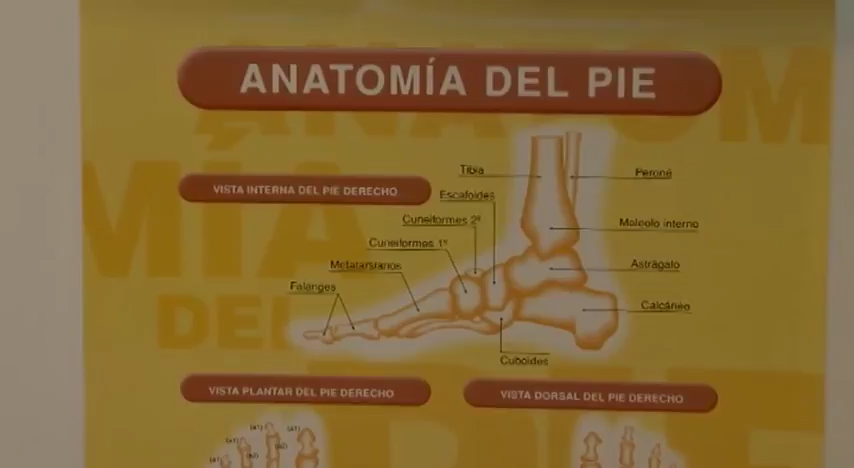 ANATOMÍA DEL PIE
VISTA INTERNA DEL PIE DERECHO
Tibia
Peroné
Escafoides
Cuneiformes 2º
Maleolo interno
Cuneiformes 1º
Metatarsianos
Astrágalo
Falanges
Calcáneo
Cuboides
VISTA PLANTAR DEL PIE DERECHO
VISTA DORSAL DEL PIE DERECHO